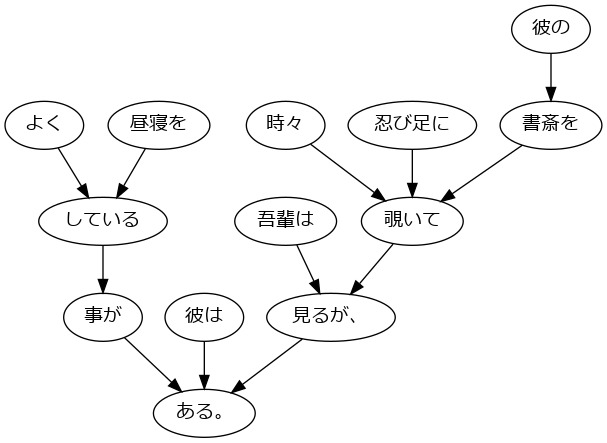 彼の
よく
昼寝を
時々
忍び足に
書斎を
している
吾輩は
覗いて
事が
彼は
見るが、
ある。